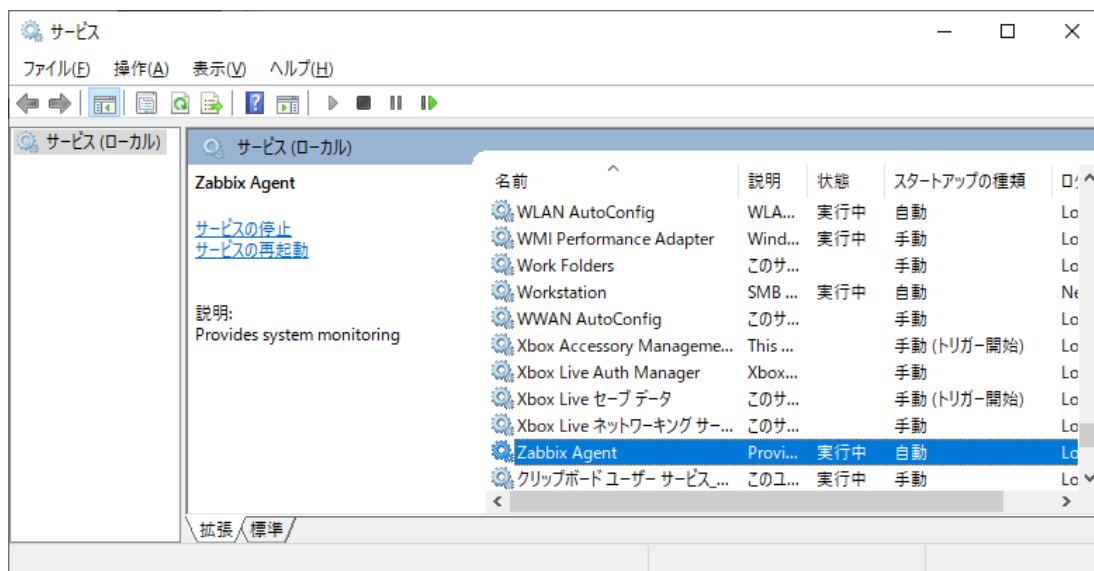 サービス
ファイル(F) 操作(A) 表示(V) ヘルプ(H)
サービス (ローカル)
サービス (ローカル)
Zabbix Agent
サービスの停止
サービスの再起動
説明:
Provides system monitoring
名前 説明 状態 スタートアップの種類 ログ
WLAN AutoConfig WLA... 実行中 自動 Lo
WMI Performance Adapter Wind... 実行中 手動 Lo
Work Folders このサ... 手動 Lo
Workstation SMB ... 実行中 自動 Ne
WWAN AutoConfig このサ... 手動 Lo
Xbox Accessory Manageme... This ... 手動 (トリガー開始) Lo
Xbox Live Auth Manager Xbox... 手動 Lo
Xbox Live セーブ データ このサ... 手動 (トリガー開始) Lo
Xbox Live ネットワーキング サー... このサ... 手動 Lo
Zabbix Agent Provi... 実行中 自動 Lo
クリップボード ユーザー サービス_... このユ... 実行中 手動 Lo
拡張 標準